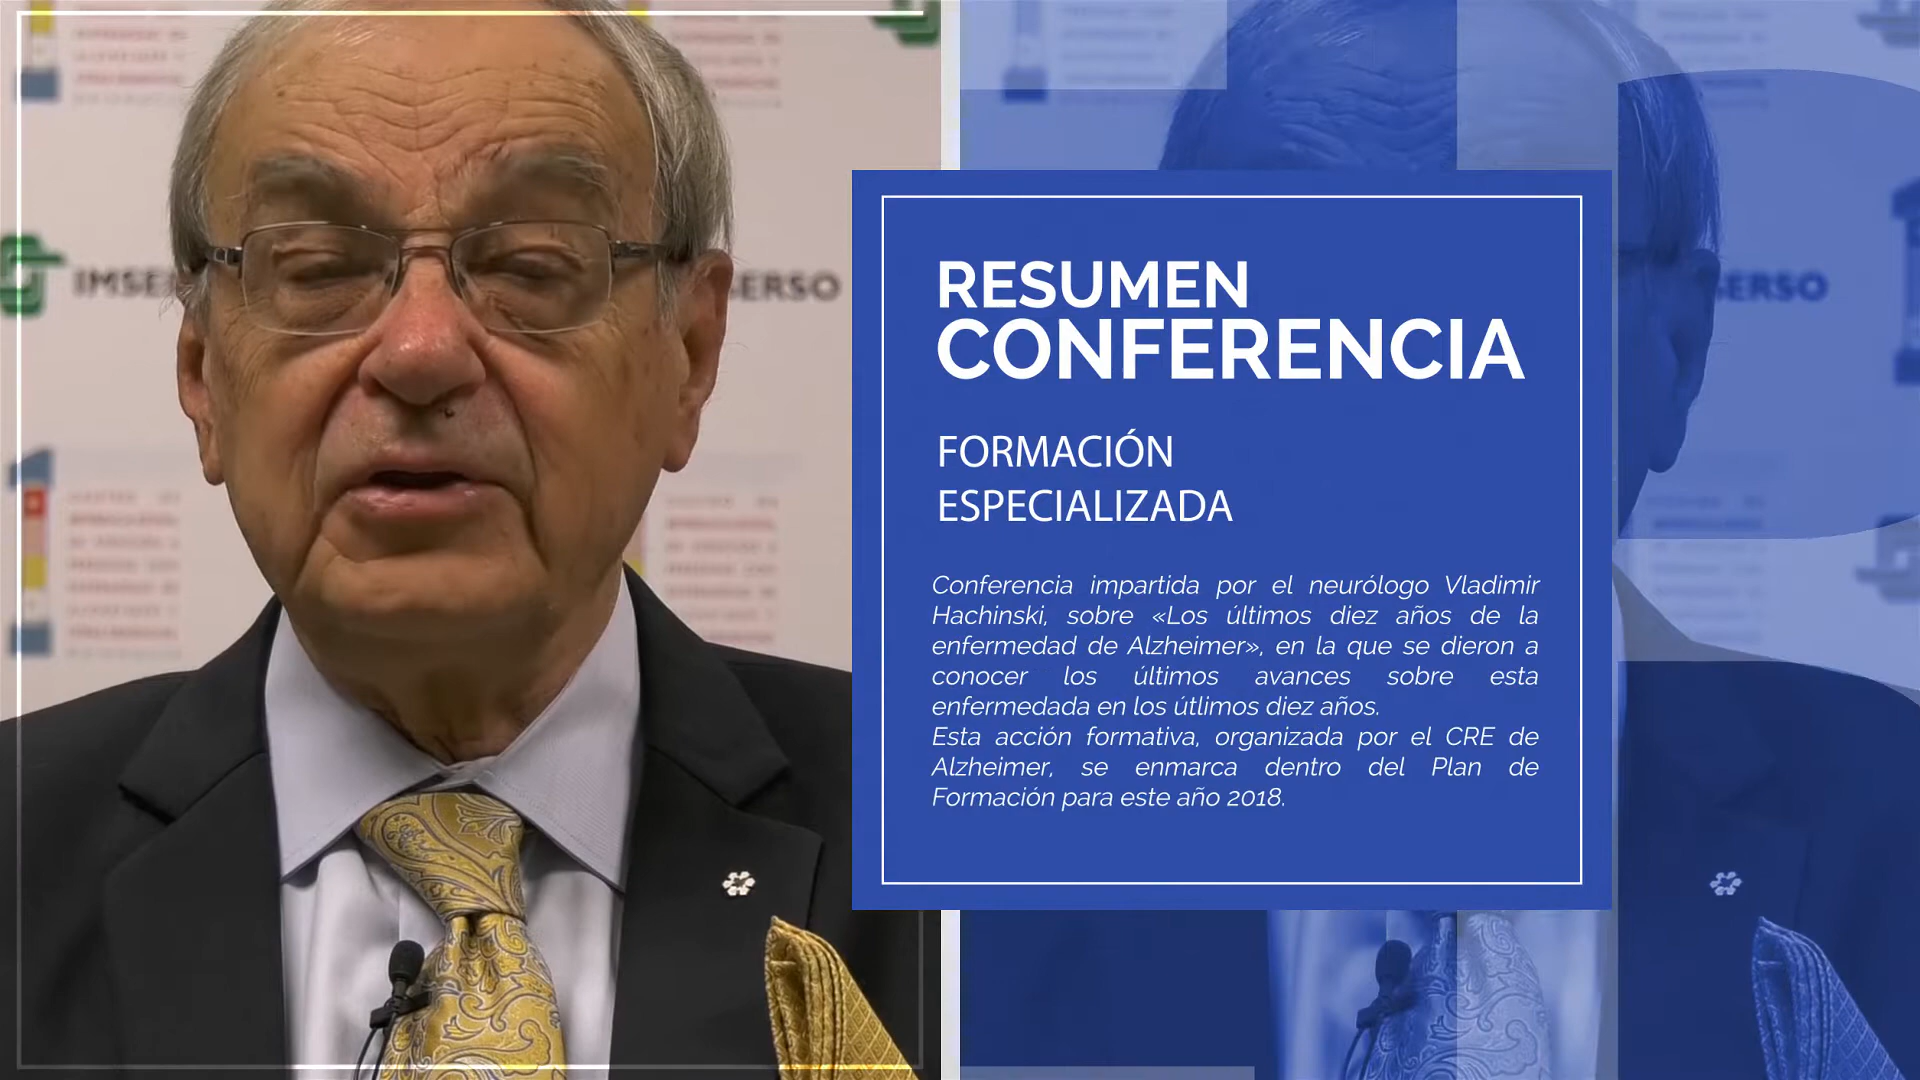 IMSE
SERSO
SERSO
RESUMEN
CONFERENCIA
FORMACIÓN
ESPECIALIZADA
Conferencia impartida por el neurólogo Vladimir
Hachinski, sobre «Los últimos diez años de la
enfermedad de Alzheimer», en la que se dieron a
conocer los últimos avances sobre esta
enfermedada en los útlimos diez años.
Esta acción formativa, organizada por el CRE de
Alzheimer, se enmarca dentro del Plan de
Formación para este año 2018.